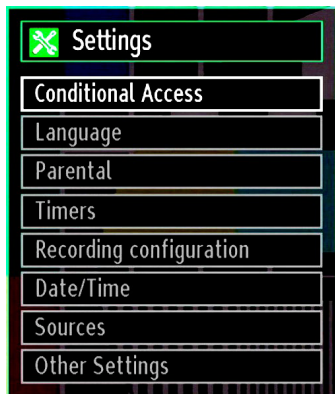 Settings
Conditional Access
Language
Parental
Timers
Recording configuration
Date/Time
Sources
Other Settings